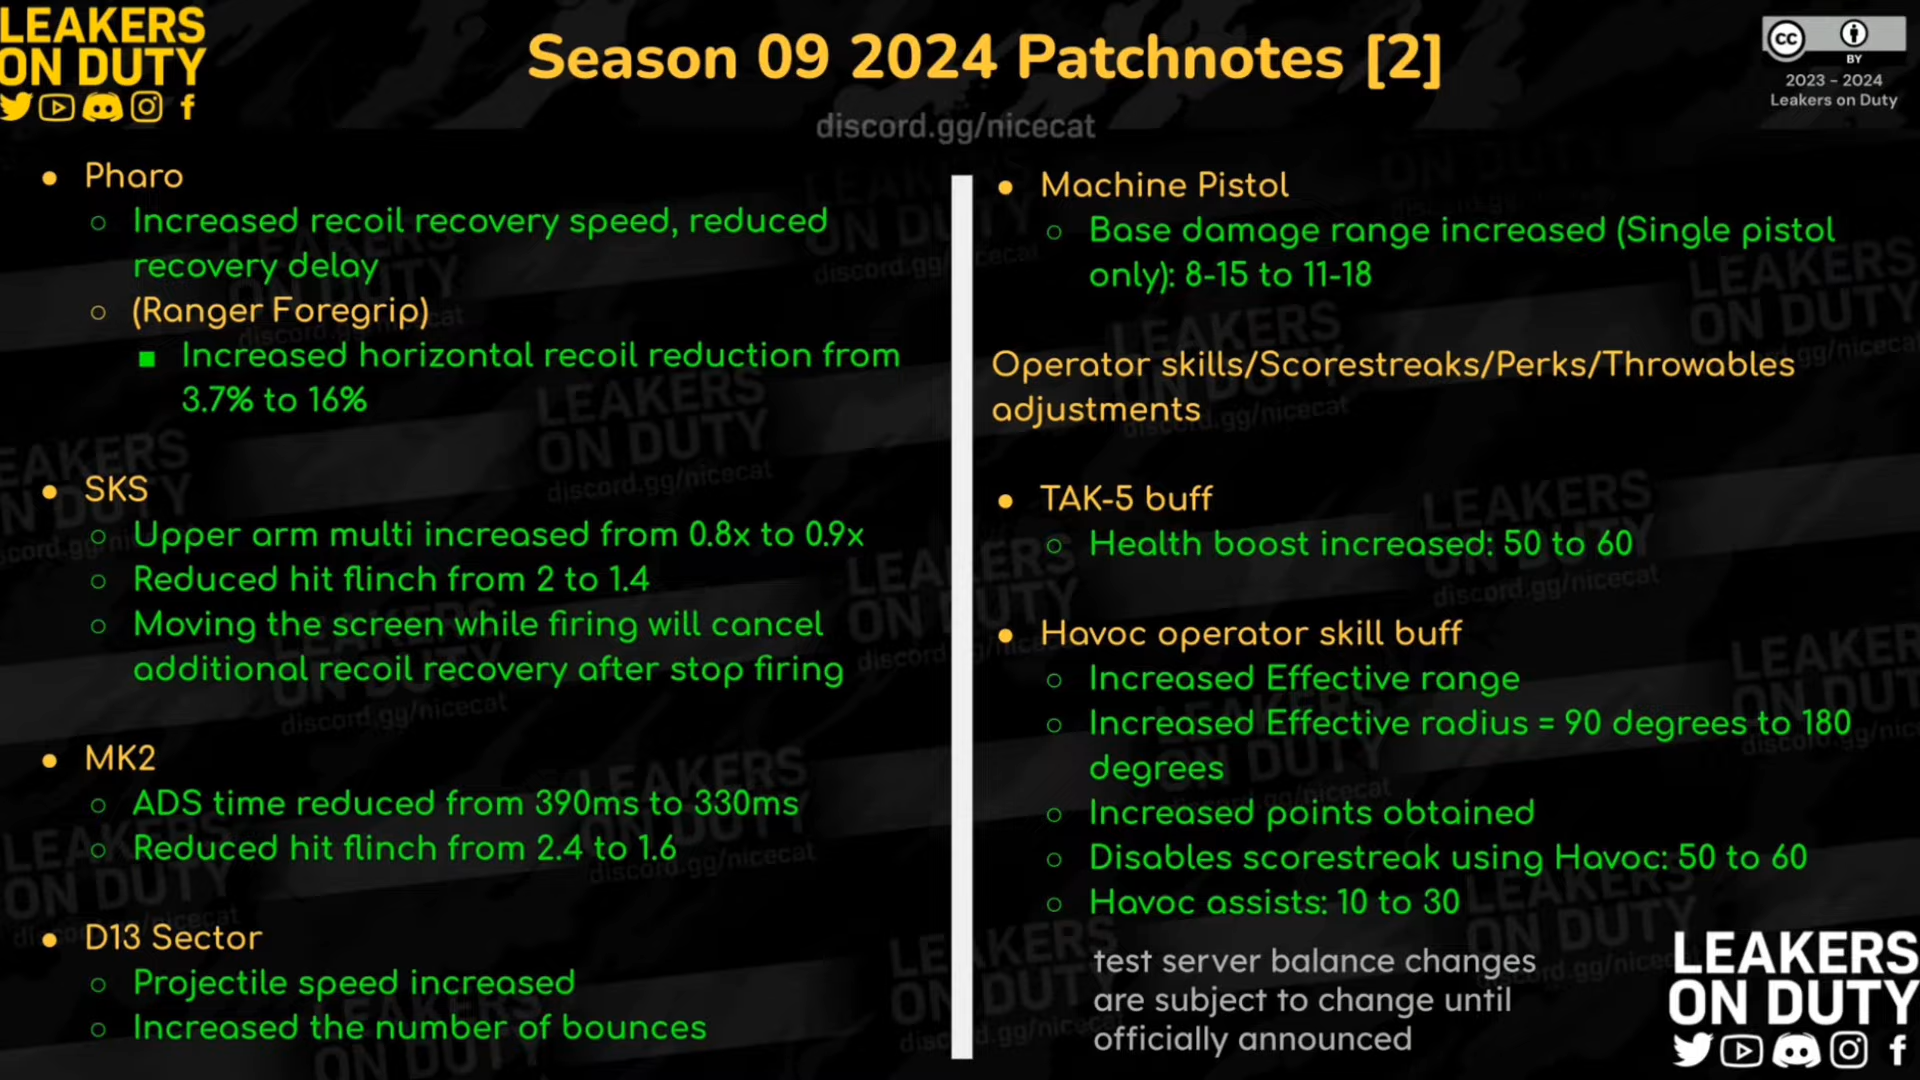 LEAKERS
ON DUTY
Season 09 2024 Patchnotes [2]
discord.gg/nicecat
CC
BY
2023 - 2024
Leakers on Duty
Pharo
Increased recoil recovery speed, reduced
recovery delay
(Ranger Foregrip)
Increased horizontal recoil reduction from
3.7% to 16%
SKS
Upper arm multi increased from 0.8x to 0.9x
Reduced hit flinch from 2 to 1.4
Moving the screen while firing will cancel
additional recoil recovery after stop firing
MK2
ADS time reduced from 390ms to 330ms
Reduced hit flinch from 2.4 to 1.6
D13 Sector
Projectile speed increased
Increased the number of bounces
Machine Pistol
Base damage range increased (Single pistol
only): 8-15 to 11-18
Operator skills/Scorestreaks/Perks/Throwables
adjustments
TAK-5 buff
Health boost increased: 50 to 60
Havoc operator skill buff
Increased Effective range
Increased Effective radius = 90 degrees to 180
degrees
Increased points obtained
Disables scorestreak using Havoc: 50 to 60
Havoc assists: 10 to 30
test server balance changes
are subject to change until
officially announced
LEAKERS
ON DUTY